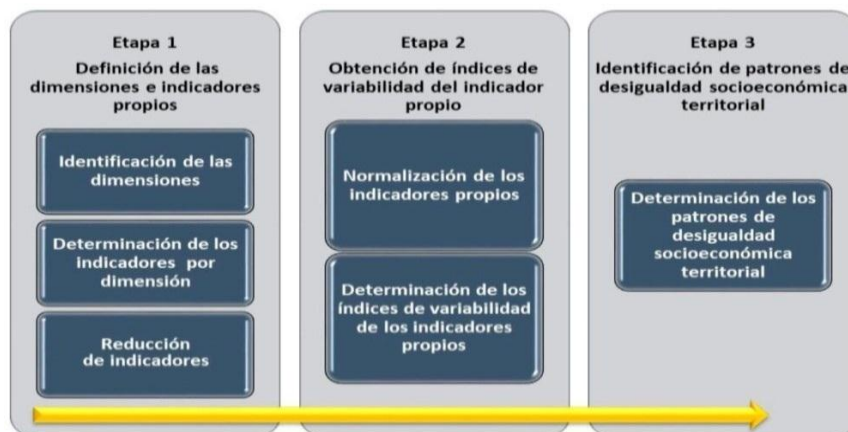 Etapa 1
Definición de las
dimensiones e indicadores
propios
Identificación de las
dimensiones
Determinación de los
indicadores por
dimensión
Reducción
de indicadores
Etapa 2
Obtención de índices de
variabilidad del indicador
propio
Normalización de los
indicadores propios
Determinación de los
índices de variabilidad
de los indicadores
propios
Etapa 3
Identificación de patrones de
desigualdad socioeconómica
territorial
Determinación de los
patrones de
desigualdad
socioeconómica
territorial